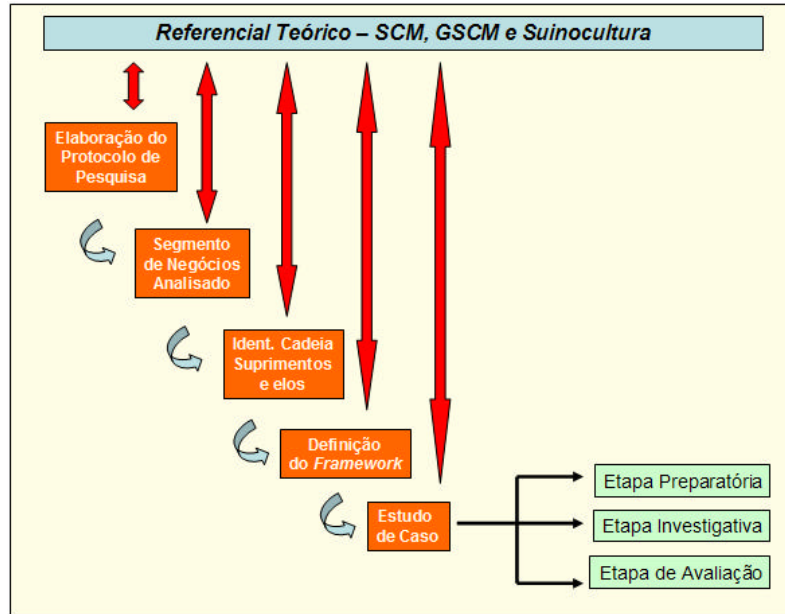 Referencial Teórico – SCM, GSCM e Suinocultura
Elaboração do
Protocolo de
Pesquisa
Segmento
de Negócios
Analisado
Ident. Cadeia
Suprimentos
e elos
Definição
do Framework
Estudo
de Caso
Etapa Preparatória
Etapa Investigativa
Etapa de Avaliação